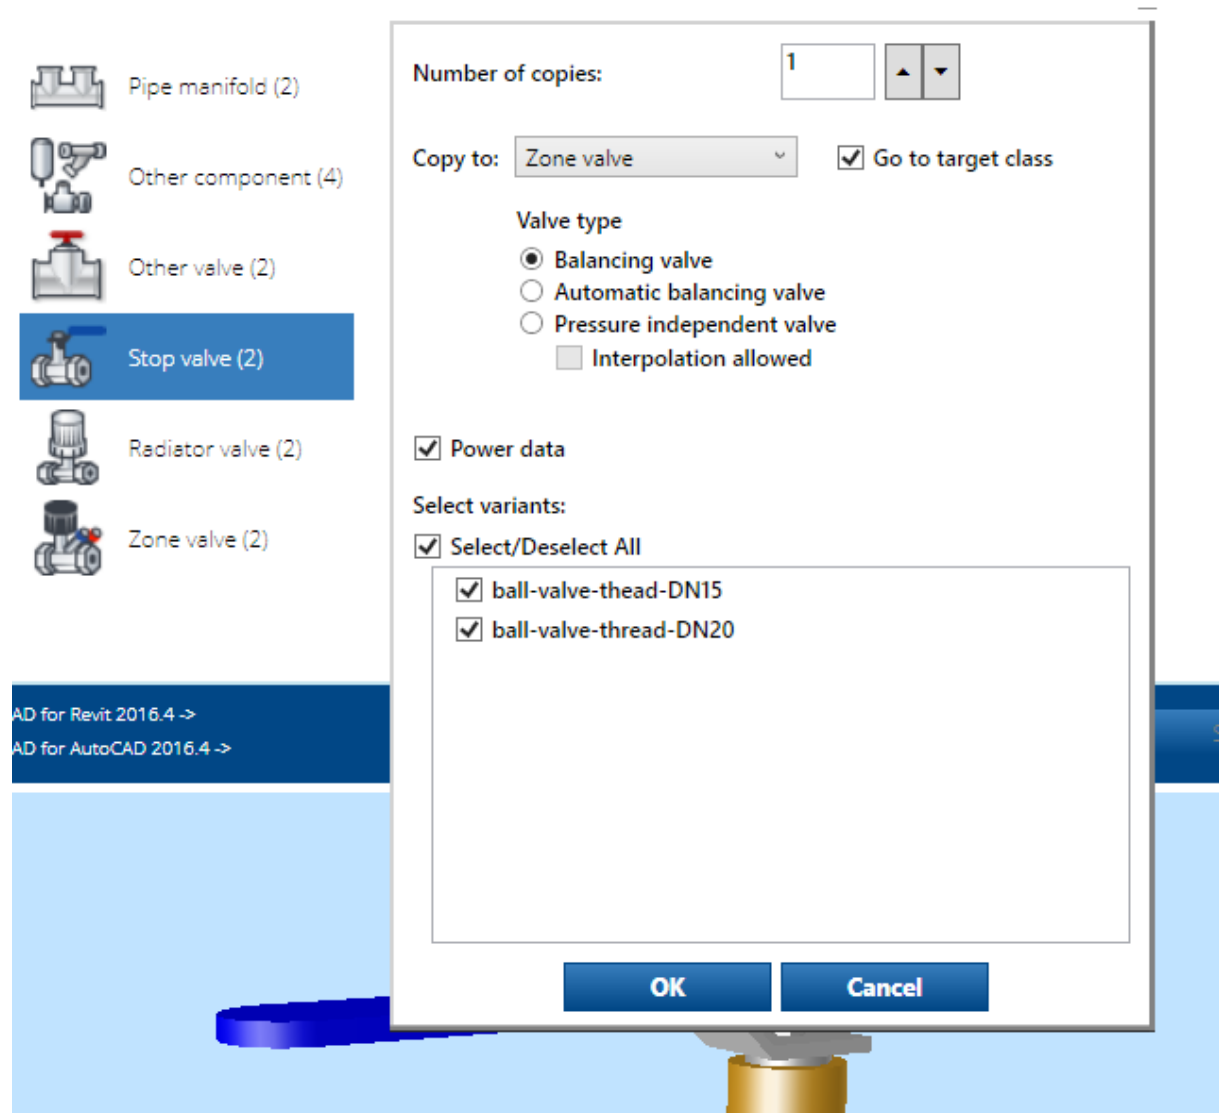 Pipe manifold (2)
Other component (4)
Other valve (2)
Stop valve (2)
Radiator valve (2)
Zone valve (2)
AD for Revit 2016.4 ->
AD for AutoCAD 2016.4 ->
Number of copies: 1
Copy to: Zone valve Go to target class
Valve type
Balancing valve
Automatic balancing valve
Pressure independent valve
Interpolation allowed
Power data
Select variants:
Select/Deselect All
ball-valve-thead-DN15
ball-valve-thread-DN20
OK Cancel